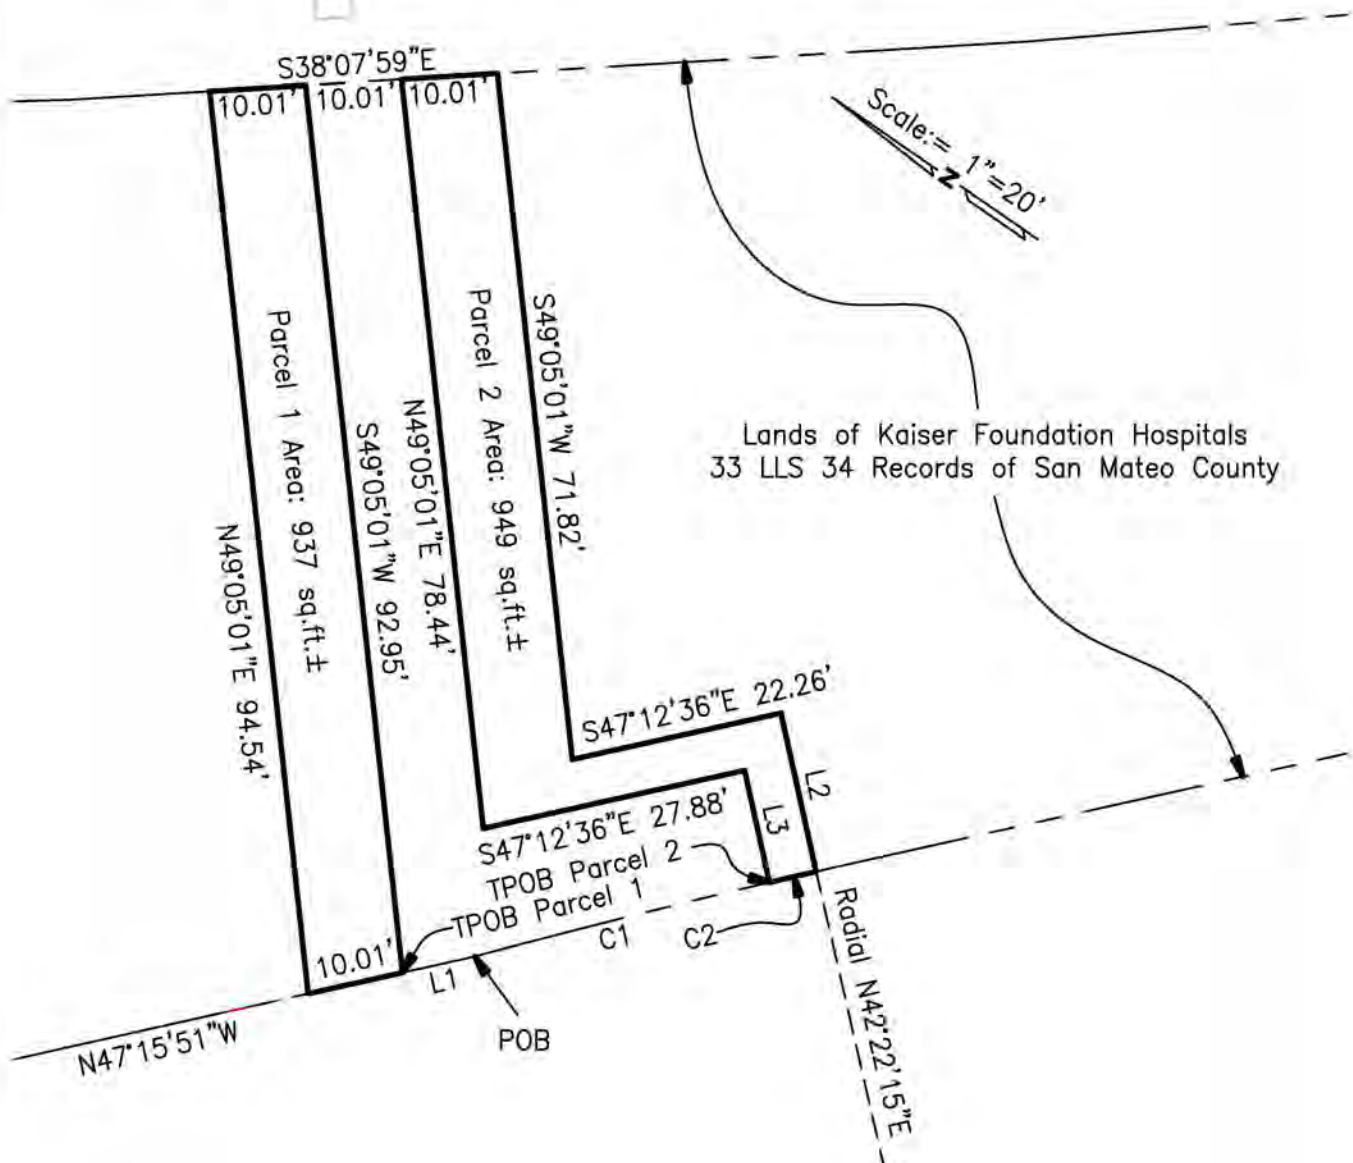 S38°07'59"E
10.01' 10.01' 10.01'
Scale:= 1"=20'
Z
Parcel 1 Area: 937 sq.ft.±
N49°05'01"E 94.54'
S49°05'01"W 92.95'
N49°05'01"E 78.44'
Parcel 2 Area: 949 sq.ft.±
S49°05'01"W 71.82'
Lands of Kaiser Foundation Hospitals
33 LLS 34 Records of San Mateo County
S47°12'36"E 22.26'
L2
L3
S47°12'36"E 27.88'
TPOB Parcel 2
TPOB Parcel 1
C1
C2
10.01'
L1
POB
N47°15'51"W
Radial N42°22'15"E